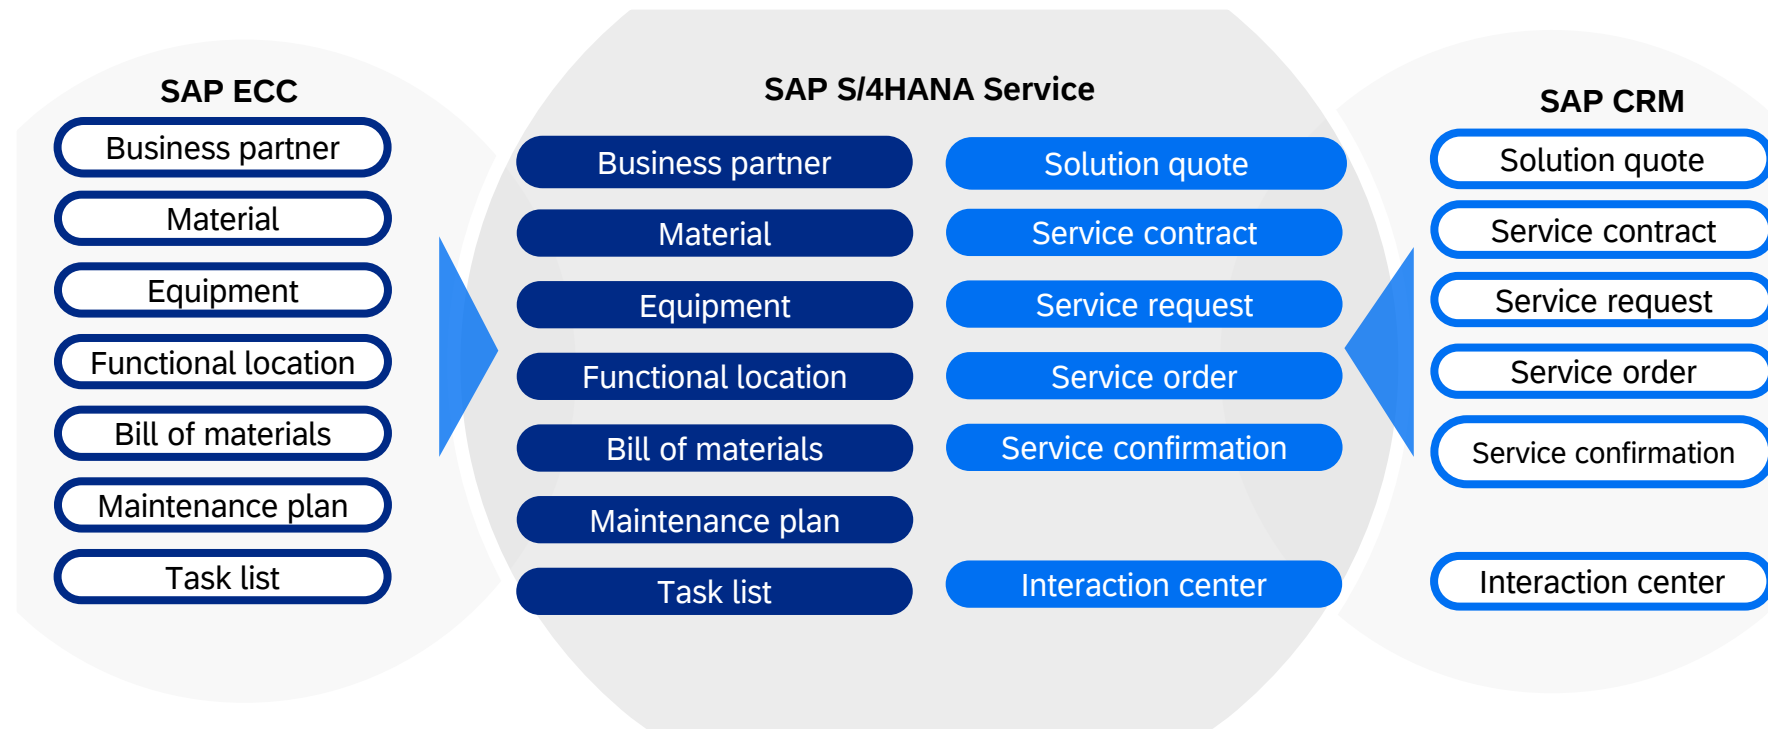 SAP ECC
Business partner
Material
Equipment
Functional location
Bill of materials
Maintenance plan
Task list
SAP S/4HANA Service
Business partner
Material
Equipment
Functional location
Bill of materials
Maintenance plan
Task list
Solution quote
Service contract
Service request
Service order
Service confirmation
Interaction center
SAP CRM
Solution quote
Service contract
Service request
Service order
Service confirmation
Interaction center